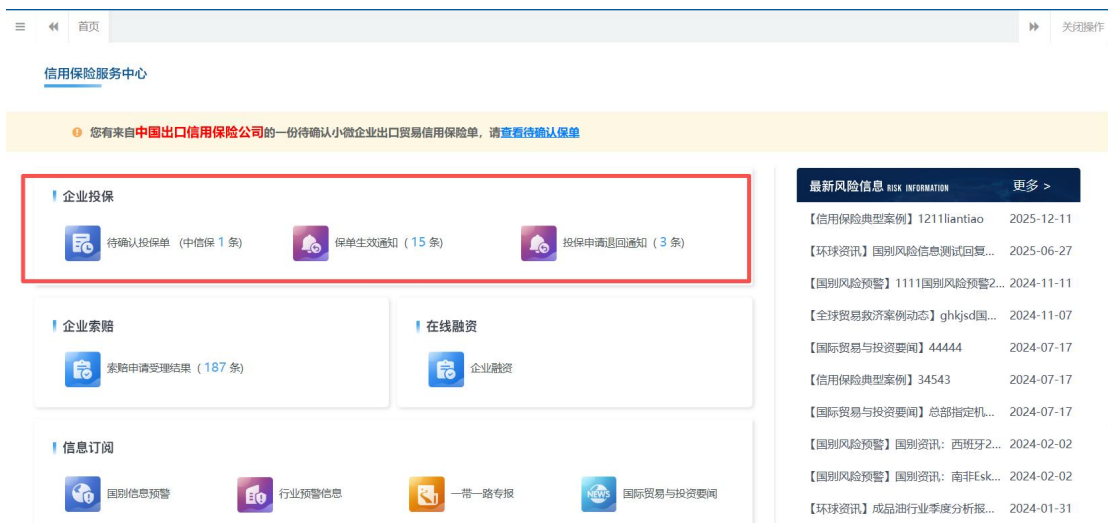 首页
关闭操作
信用保险服务中心
您有来自中国出口信用保险公司的一份待确认小微企业出口贸易信用保险单，请查看待确认保单
企业投保
待确认投保单 （中信保 1 条)
保单生效通知 ( 15 条)
投保申请退回通知 ( 3 条)
企业索赔
索赔申请受理结果 ( 187 条)
在线融资
企业融资
信息订阅
国别信息预警
行业预警信息
一带一路专报
NEWS
国际贸易与投资要闻
最新风险信息 RISK INFORMATION 更多 >
【信用保险典型案例】1211liantiao 2025-12-11
【环球资讯】国别风险信息测试回复... 2025-06-27
【国别风险预警】1111国别风险预警2... 2024-11-11
【全球贸易救济案例动态】ghkjsd国... 2024-11-07
【国际贸易与投资要闻】44444 2024-07-17
【信用保险典型案例】34543 2024-07-17
【国际贸易与投资要闻】总部指定机... 2024-07-17
【国别风险预警】国别资讯：西班牙2... 2024-02-02
【国别风险预警】国别资讯：南非Esk... 2024-02-02
【环球资讯】成品油行业季度分析报... 2024-01-31